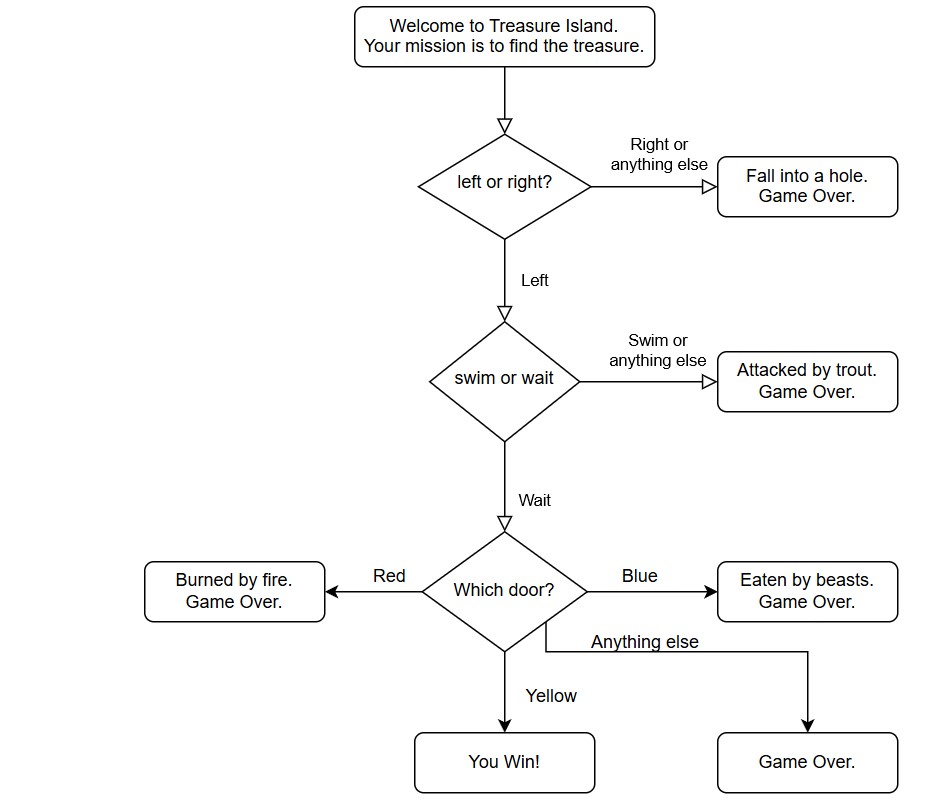 Welcome to Treasure Island.
Your mission is to find the treasure.
left or right?
Right or
anything else
Fall into a hole.
Game Over.
Left
swim or wait
Swim or
anything else
Attacked by trout.
Game Over.
Wait
Which door?
Red
Burned by fire.
Game Over.
Blue
Eaten by beasts.
Game Over.
Anything else
Game Over.
Yellow
You Win!